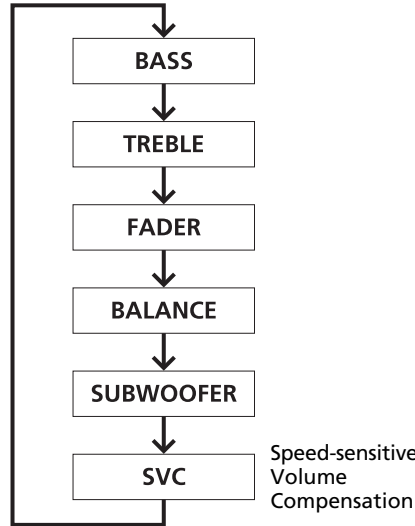 BASS
TREBLE
FADER
BALANCE
SUBWOOFER
SVC
Speed-sensitive
Volume
Compensation